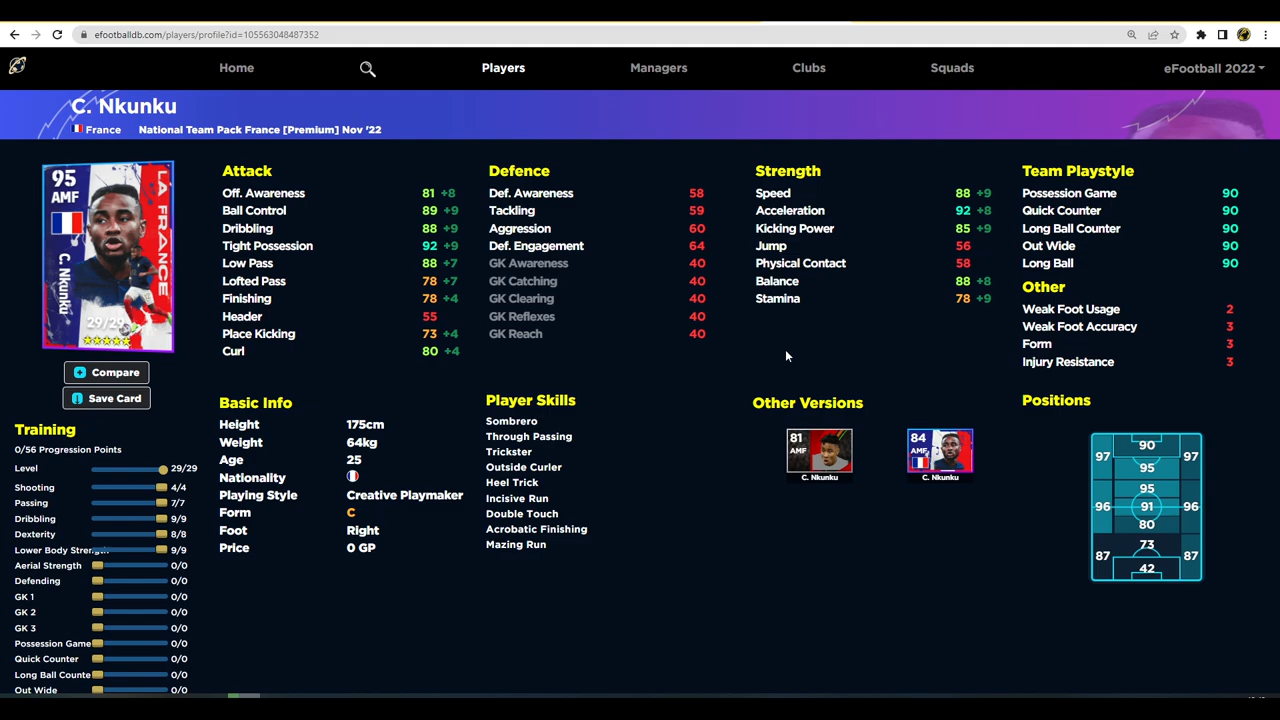 efootballdb.com/players/profile?id=105563048487352
Home
Players
Managers
Clubs
Squads
eFootball 2022
C. Nkunku
France
National Team Pack France [Premium] Nov '22
95
AMF
LA FRANCE
C. Nkunku
29/29
Compare
Save Card
Training
0/56 Progression Points
Level 29/29
Shooting 4/4
Passing 7/7
Dribbling 9/9
Dexterity 8/8
Lower Body Strength 9/9
Aerial Strength 0/0
Defending 0/0
GK 1 0/0
GK 2 0/0
GK 3 0/0
Possession Game 0/0
Quick Counter 0/0
Long Ball Counte 0/0
Out Wide 0/0
Attack
Off. Awareness 81 +8
Ball Control 89 +9
Dribbling 88 +9
Tight Possession 92 +9
Low Pass 88 +7
Lofted Pass 78 +7
Finishing 78 +4
Header 55
Place Kicking 73 +4
Curl 80 +4
Defence
Def. Awareness 58
Tackling 59
Aggression 60
Def. Engagement 64
GK Awareness 40
GK Catching 40
GK Clearing 40
GK Reflexes 40
GK Reach 40
Strength
Speed 88 +9
Acceleration 92 +8
Kicking Power 85 +9
Jump 56
Physical Contact 58
Balance 88 +8
Stamina 78 +9
Team Playstyle
Possession Game 90
Quick Counter 90
Long Ball Counter 90
Out Wide 90
Long Ball 90
Other
Weak Foot Usage 2
Weak Foot Accuracy 3
Form 3
Injury Resistance 3
Basic Info
Height 175cm
Weight 64kg
Age 25
Nationality
Playing Style Creative Playmaker
Form C
Foot Right
Price 0 GP
Player Skills
Sombrero
Through Passing
Trickster
Outside Curler
Heel Trick
Incisive Run
Double Touch
Acrobatic Finishing
Mazing Run
Other Versions
81
AMF
C. Nkunku
84
AMF
C. Nkunku
Positions
90
97 95 97
95
96 91 96
80
73
87 87
42